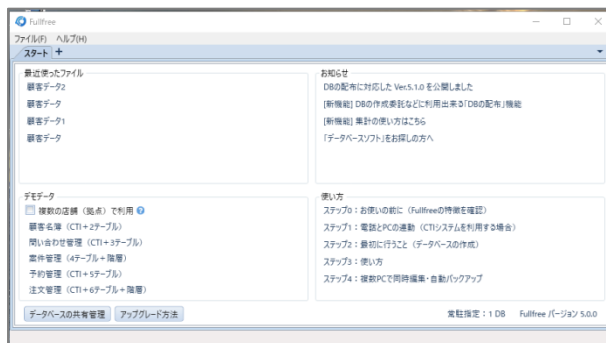 Fullfree
ファイル(F) ヘルプ(H)
スタート +
最近使ったファイル
顧客データ2
顧客データ
顧客データ1
顧客データ
お知らせ
DBの配布に対応した Ver.5.1.0 を公開しました
[新機能] DBの作成委託などに利用出来る「DBの配布」機能
[新機能] 集計の使い方はこちら
「データベースソフト」をお探しの方へ
デモデータ
複数の店舗（拠点）で利用 ?
顧客名簿（CTI＋2テーブル）
問い合わせ管理（CTI＋3テーブル）
案件管理（4テーブル＋階層）
予約管理（CTI＋5テーブル）
注文管理（CTI＋6テーブル＋階層）
使い方
ステップ0：お使いの前に（Fullfreeの特徴を確認）
ステップ1：電話とPCの連動（CTIシステムを利用する場合）
ステップ2：最初に行うこと（データベースの作成）
ステップ3：使い方
ステップ4：複数PCで同時編集・自動バックアップ
データベースの共有管理 アップグレード方法
常駐指定：1 DB Fullfree バージョン 5.0.0